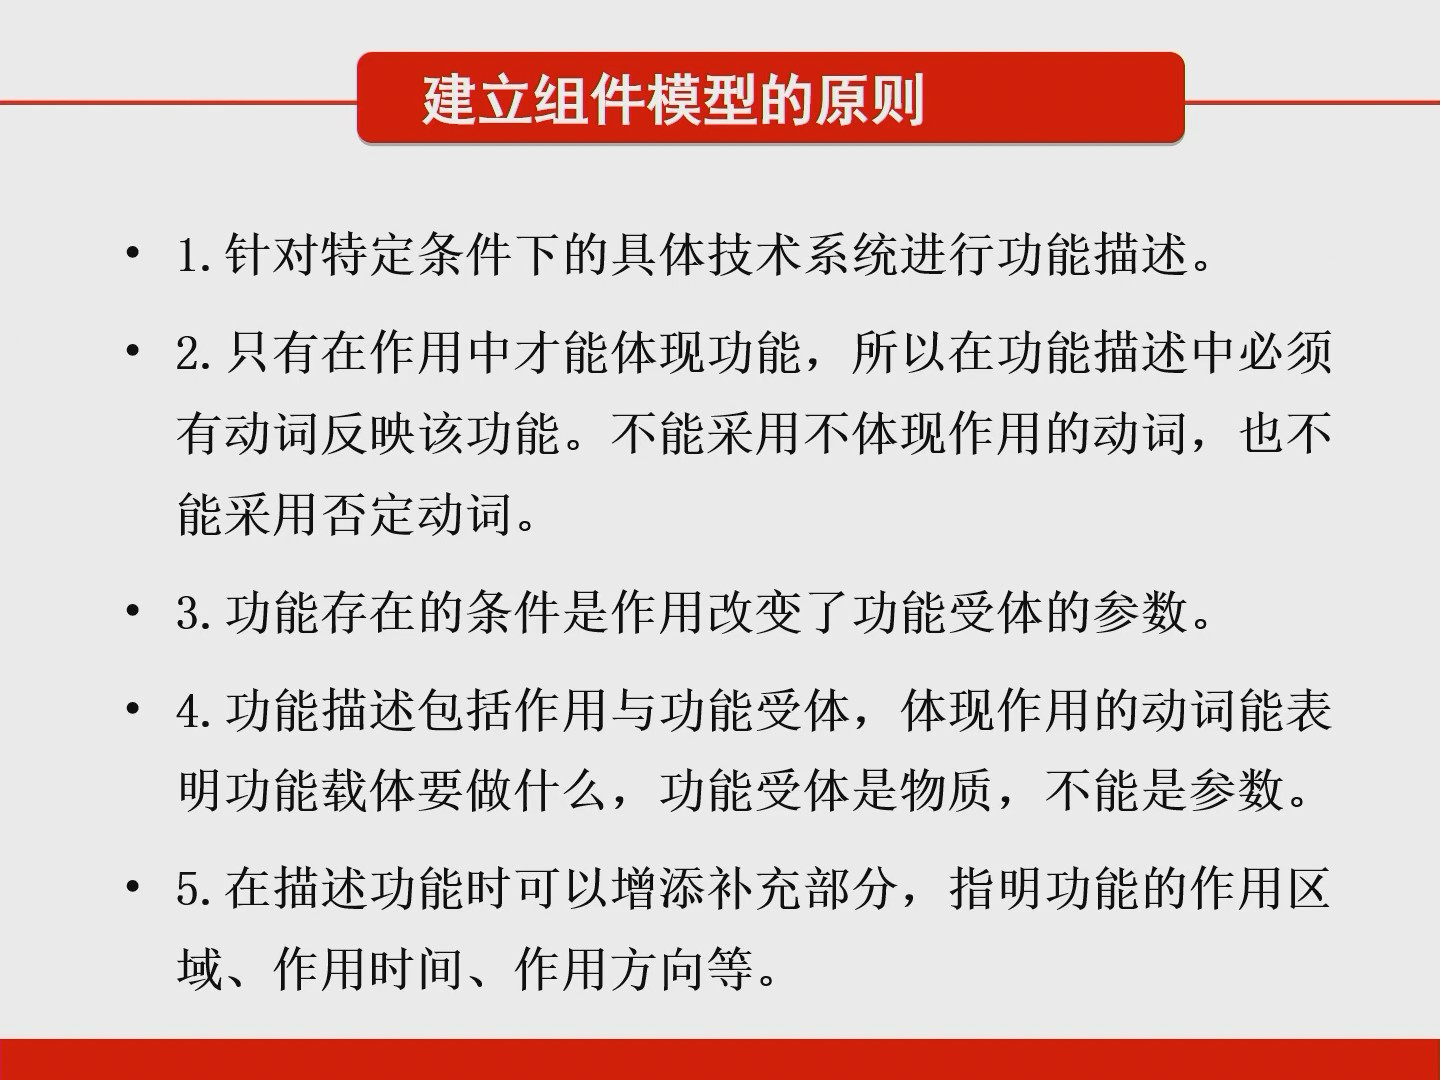 建立组件模型的原则
• 1.针对特定条件下的具体技术系统进行功能描述。
• 2.只有在作用中才能体现功能，所以在功能描述中必须
有动词反映该功能。不能采用不体现作用的动词，也不
能采用否定动词。
• 3.功能存在的条件是作用改变了功能受体的参数。
• 4.功能描述包括作用与功能受体，体现作用的动词能表
明功能载体要做什么，功能受体是物质，不能是参数。
• 5.在描述功能时可以增添补充部分，指明功能的作用区
域、作用时间、作用方向等。